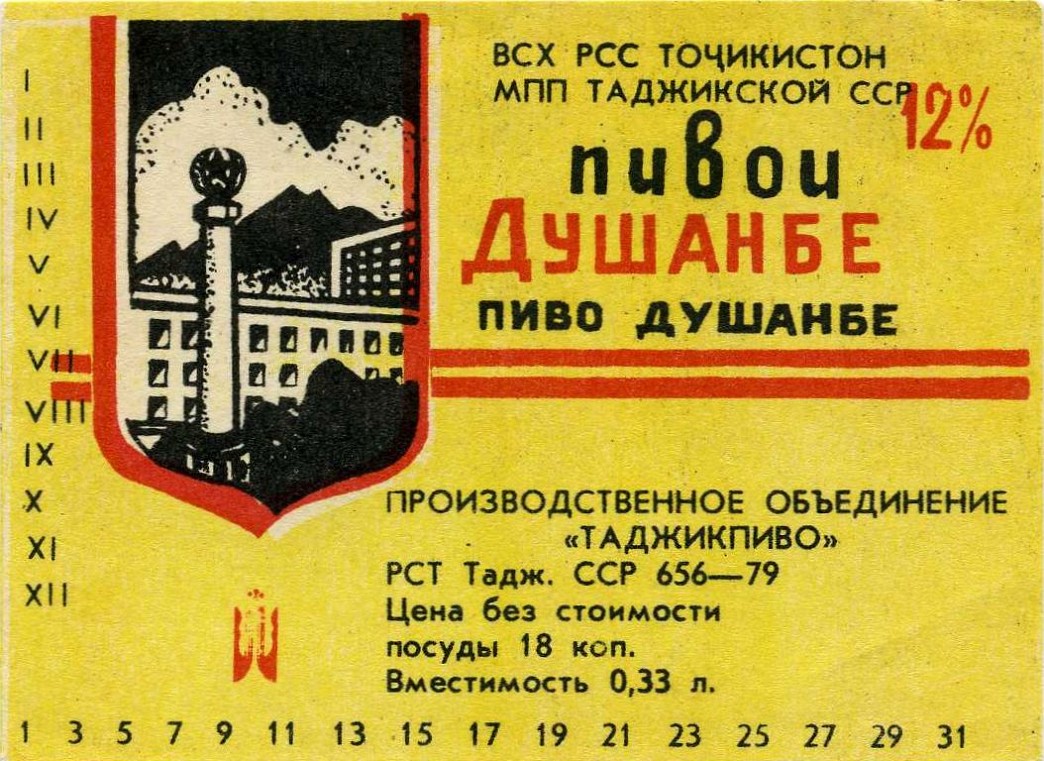 ВСХ РСС ТОҶИКИСТОН
МПП ТАДЖИКСКОЙ ССР
12%
пивои
ДУШАНБЕ
ПИВО ДУШАНБЕ
I
II
III
IV
V
VI
VII
VIII
IX
X
XI
XII
ПРОИЗВОДСТВЕННОЕ ОБЪЕДИНЕНИЕ
«ТАДЖИКПИВО»
РСТ Тадж. ССР 656—79
Цена без стоимости
посуды 18 коп.
Вместимость 0,33 л.
1 3 5 7 9 11 13 15 17 19 21 23 25 27 29 31